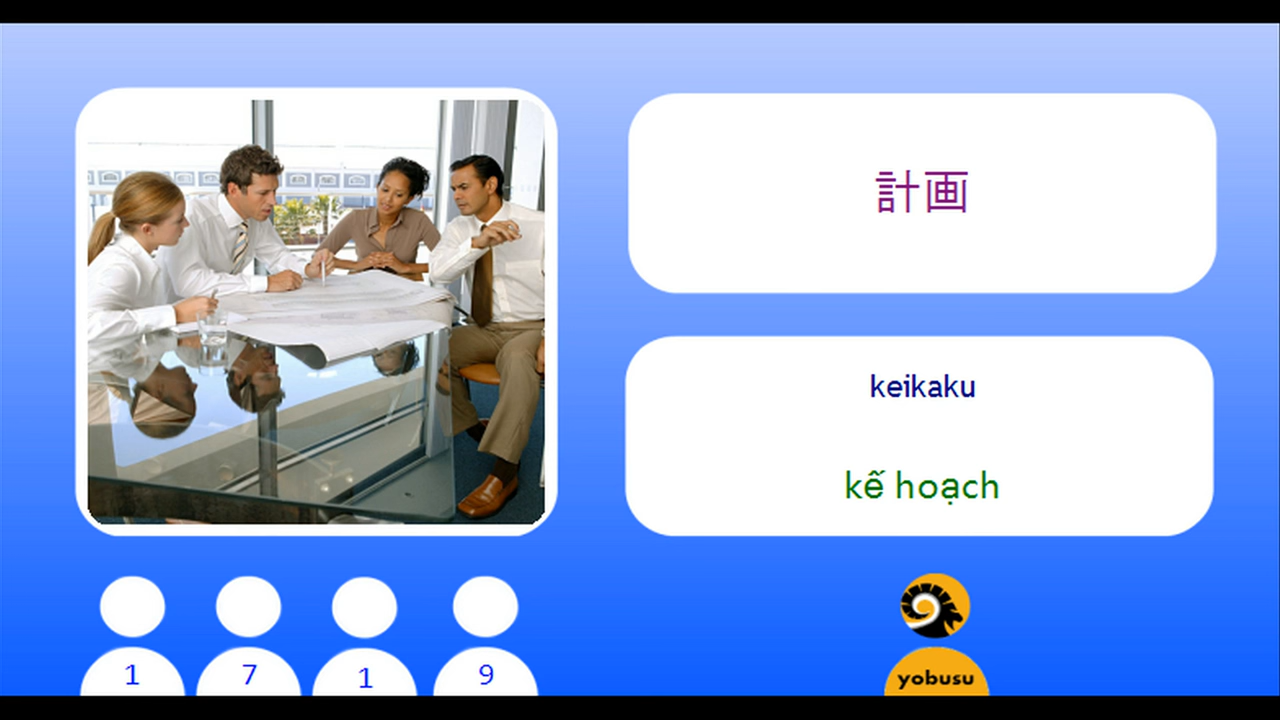 計画
keikaku
kế hoạch
1 7 1 9
yobusu